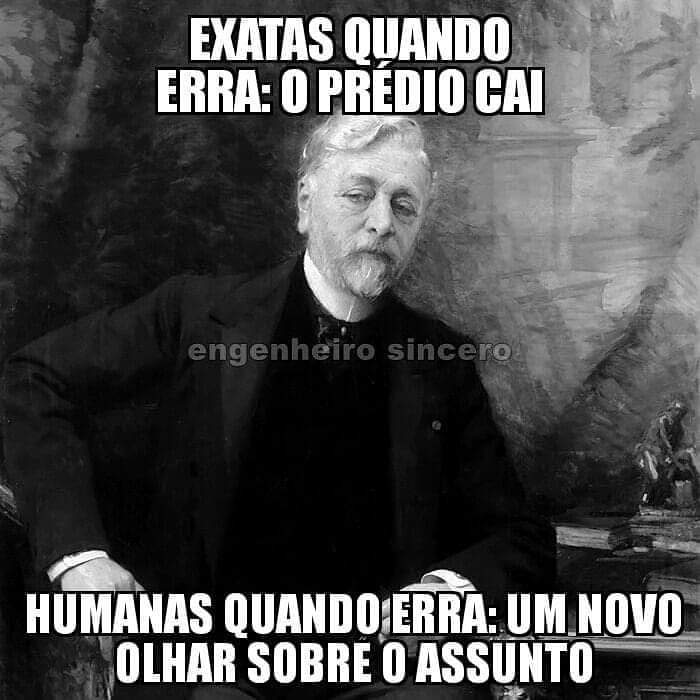 EXATAS QUANDO
ERRA: O PRÉDIO CAI
engenheiro sincero
HUMANAS QUANDO ERRA: UM NOVO
OLHAR SOBRE O ASSUNTO